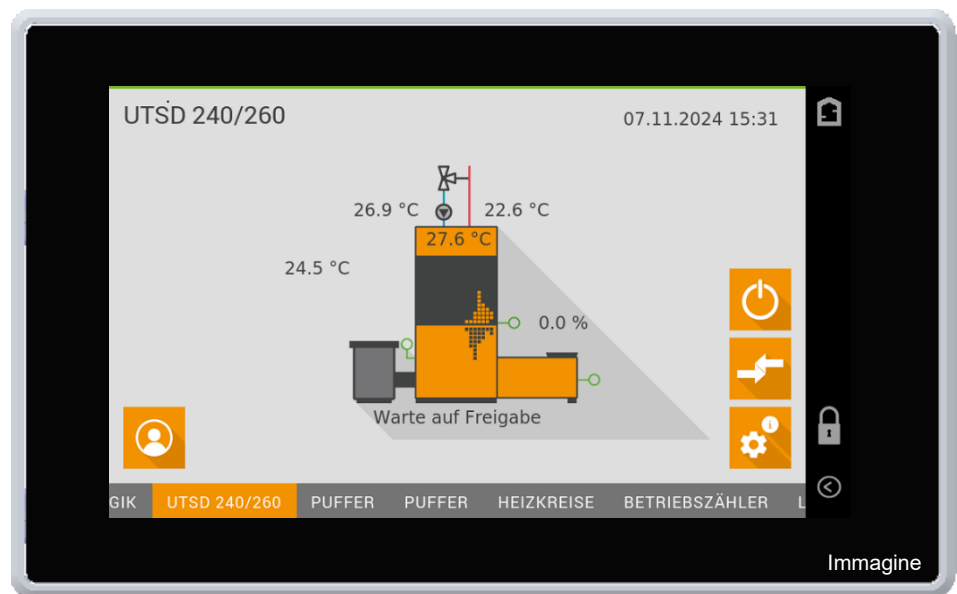 UTSD 240/260
07.11.2024 15:31
26.9 °C
22.6 °C
27.6 °C
24.5 °C
0.0 %
Warte auf Freigabe
GIK UTSD 240/260 PUFFER PUFFER HEIZKREISE BETRIEBSZÄHLER L
Immagine